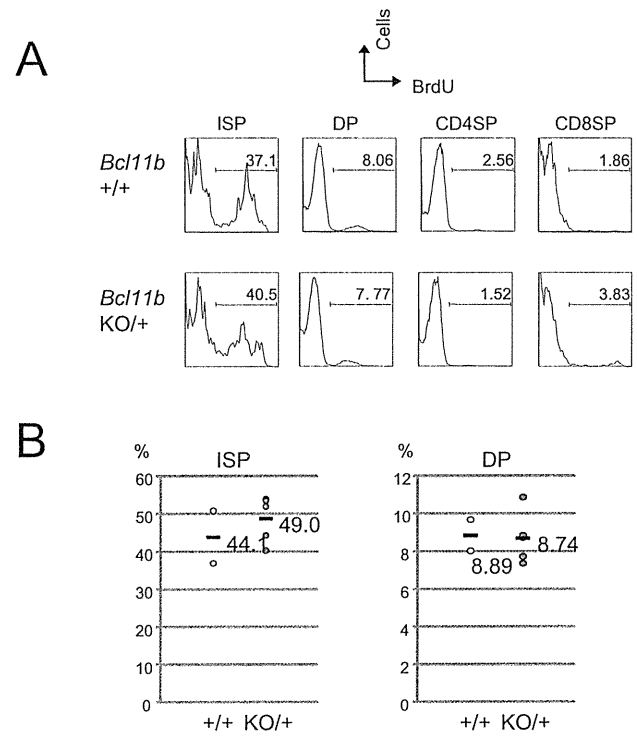 A
Cells
BrdU
ISP DP CD4SP CD8SP
Bcl11b
+/+
37.1 8.06 2.56 1.86
Bcl11b
KO/+
40.5 7.77 1.52 3.83
B
% ISP
60
50
40
30
20
10
0
44.1 49.0
+/+ KO/+
% DP
12
10
8
6
4
2
0
8.89 8.74
+/+ KO/+